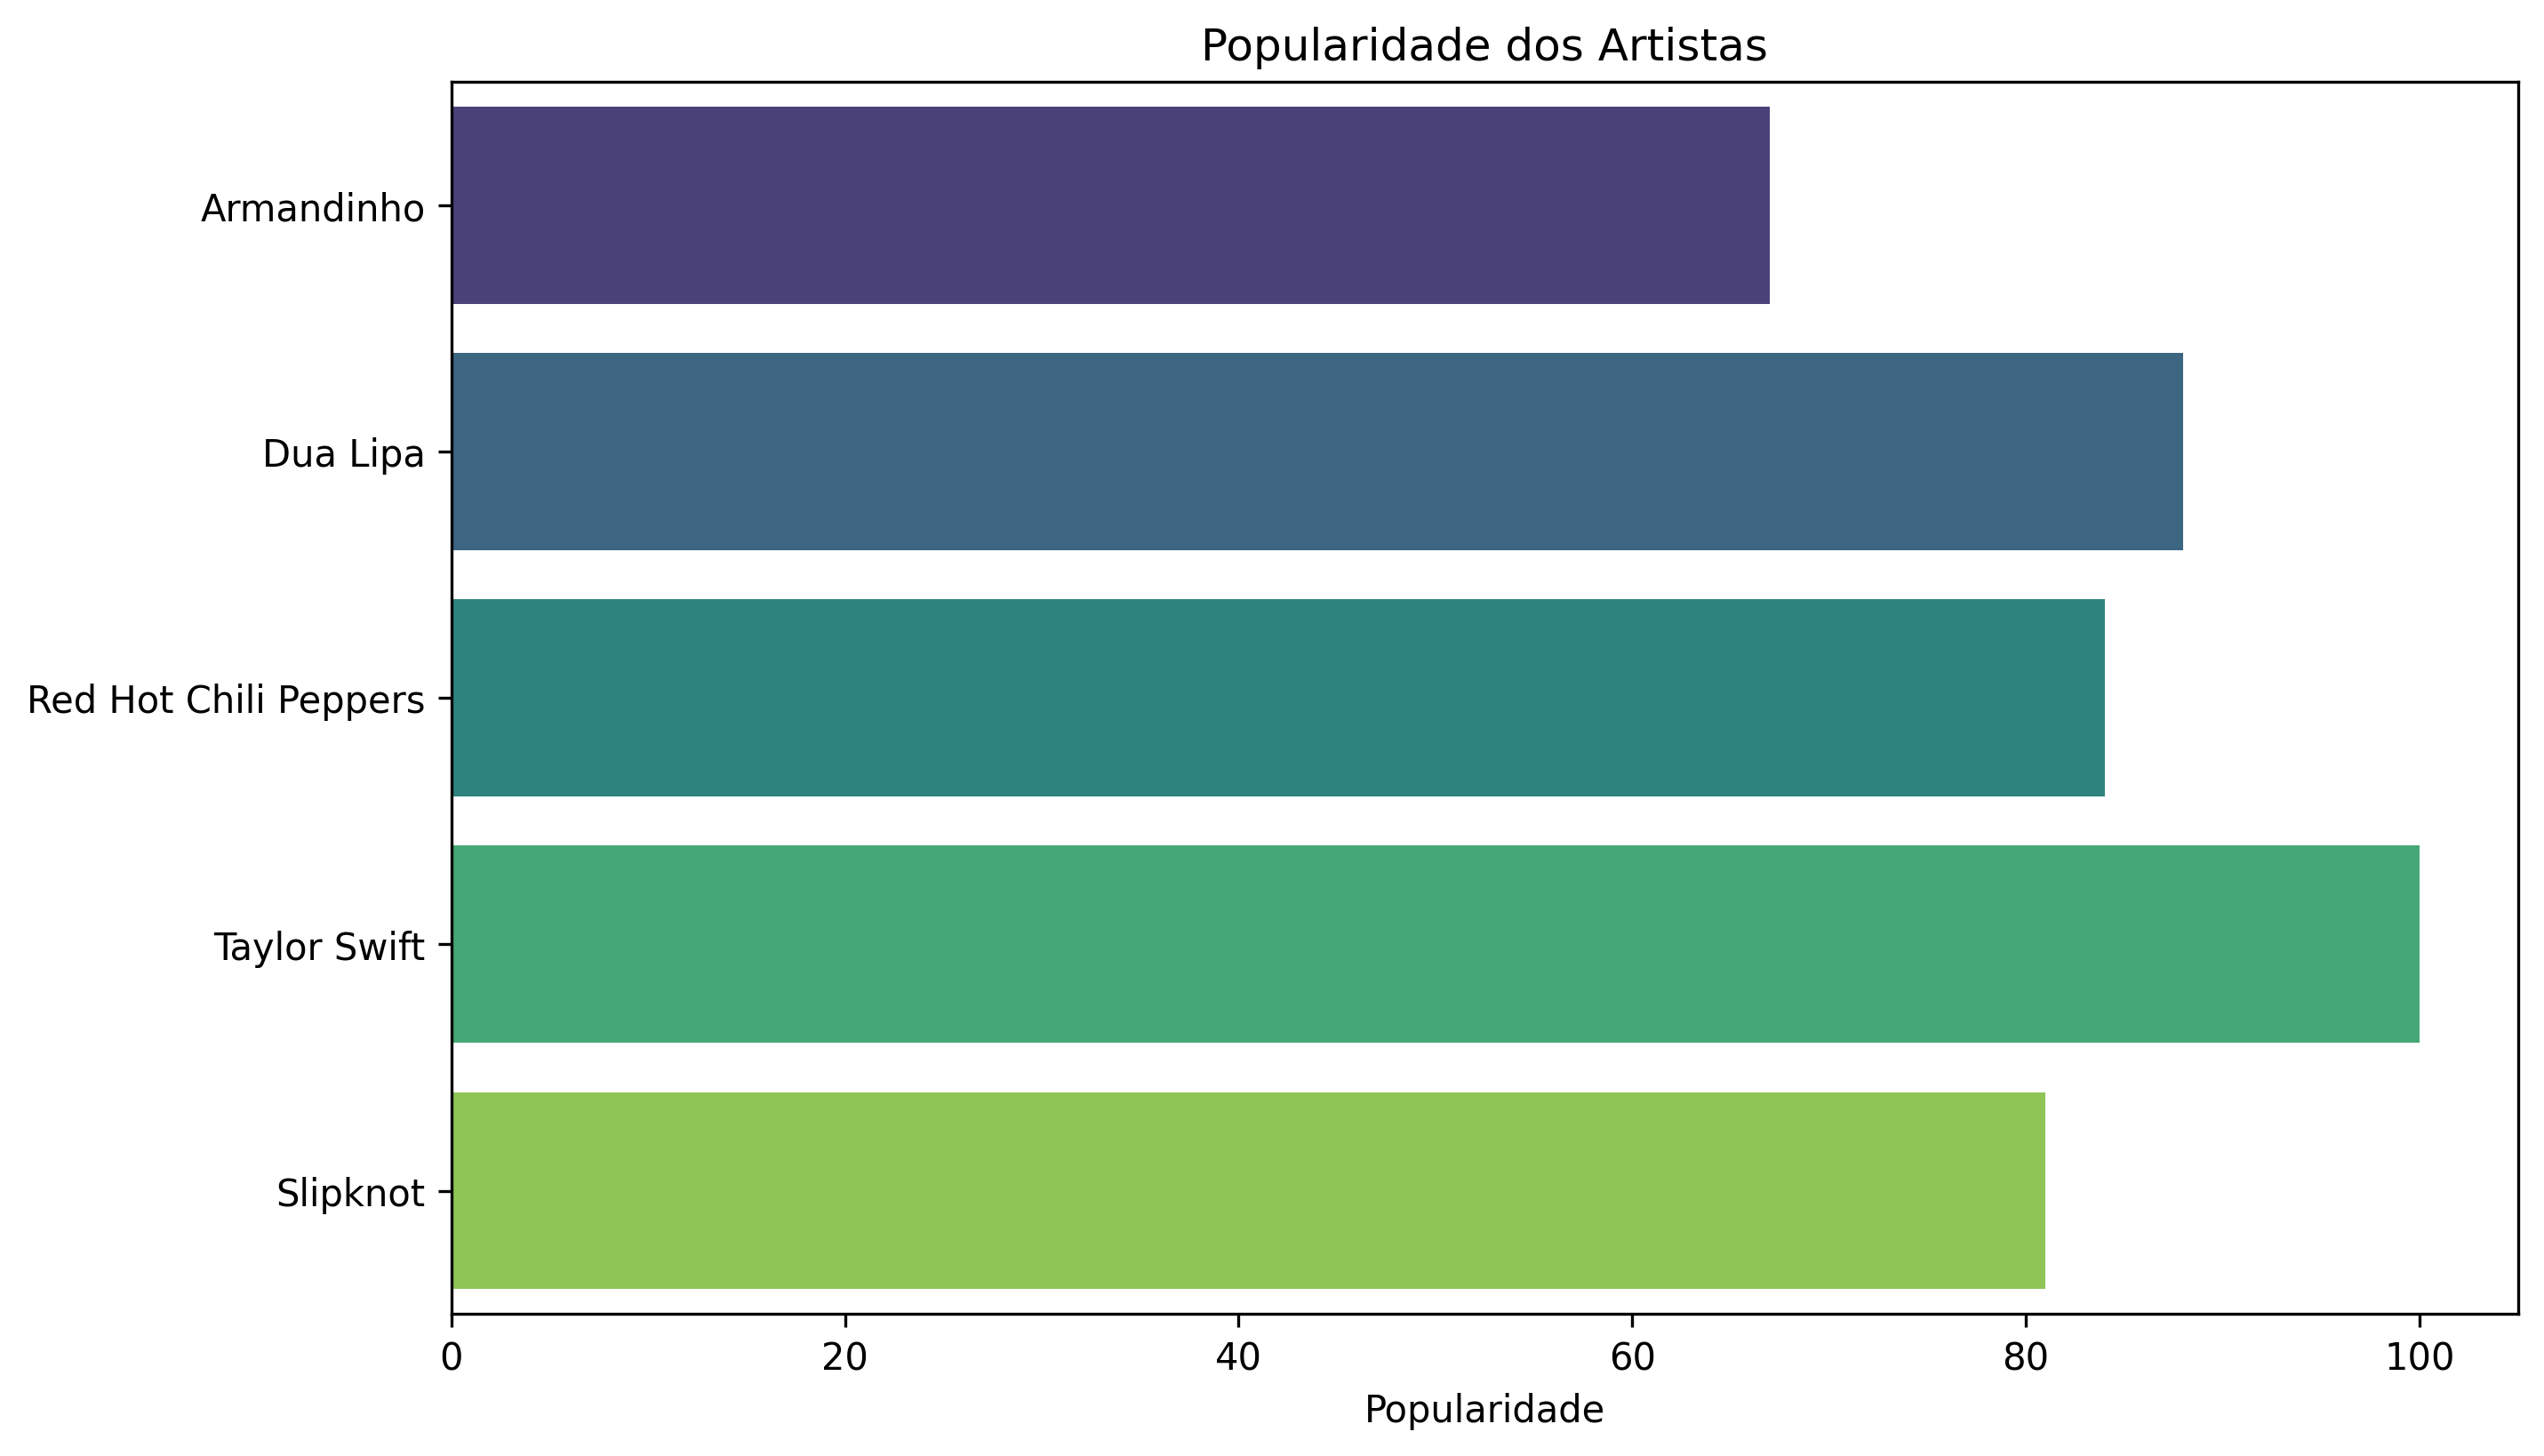 Popularidade dos Artistas
Armandinho
Dua Lipa
Red Hot Chili Peppers
Taylor Swift
Slipknot
0 20 40 60 80 100
Popularidade